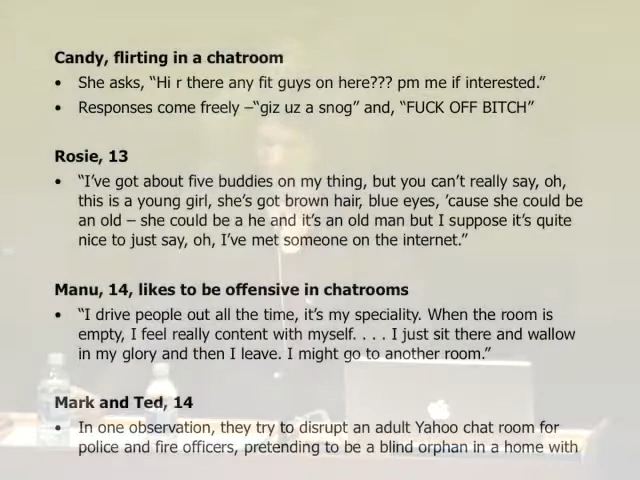 Candy, flirting in a chatroom
• She asks, “Hi r there any fit guys on here??? pm me if interested.”
• Responses come freely –“giz uz a snog” and, “FUCK OFF BITCH”
Rosie, 13
• “I’ve got about five buddies on my thing, but you can’t really say, oh,
this is a young girl, she’s got brown hair, blue eyes, ’cause she could be
an old – she could be a he and it’s an old man but I suppose it’s quite
nice to just say, oh, I’ve met someone on the internet.”
Manu, 14, likes to be offensive in chatrooms
• “I drive people out all the time, it’s my speciality. When the room is
empty, I feel really content with myself. . . . I just sit there and wallow
in my glory and then I leave. I might go to another room.”
Mark and Ted, 14
• In one observation, they try to disrupt an adult Yahoo chat room for
police and fire officers, pretending to be a blind orphan in a home with